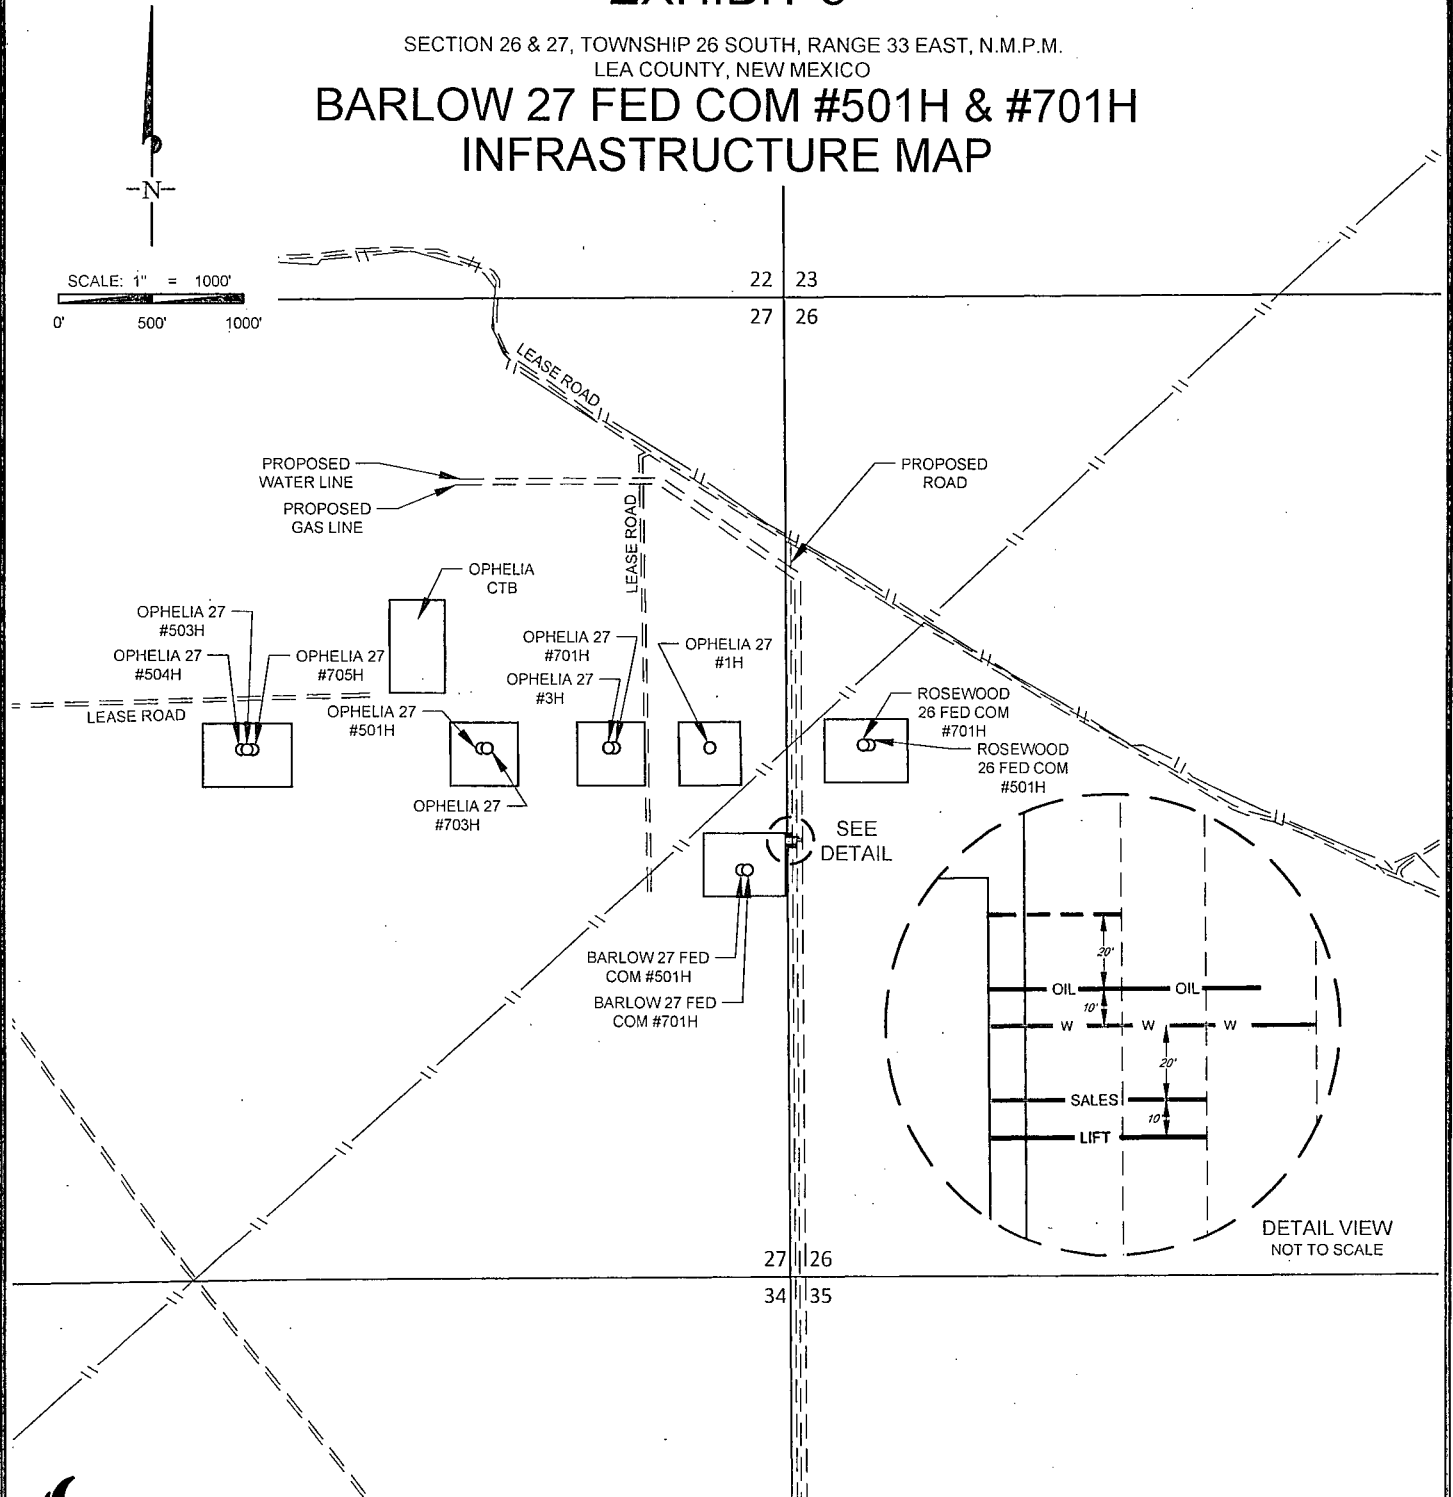 SECTION 26 & 27, TOWNSHIP 26 SOUTH, RANGE 33 EAST, N.M.P.M.
LEA COUNTY, NEW MEXICO
BARLOW 27 FED COM #501H & #701H
INFRASTRUCTURE MAP
-N-
SCALE: 1" = 1000'
0' 500' 1000'
22 23
27 26
LEASE ROAD
PROPOSED
WATER LINE
PROPOSED
GAS LINE
LEASE ROAD
PROPOSED
ROAD
OPHELIA
CTB
OPHELIA 27
#503H
OPHELIA 27
#504H
OPHELIA 27
#705H
LEASE ROAD
OPHELIA 27
#501H
OPHELIA 27
#703H
OPHELIA 27
#701H
OPHELIA 27
#3H
OPHELIA 27
#1H
ROSEWOOD
26 FED COM
#701H
ROSEWOOD
26 FED COM
#501H
SEE
DETAIL
BARLOW 27 FED
COM #501H
BARLOW 27 FED
COM #701H
20'
OIL OIL
10'
W W W
20'
SALES
10'
LIFT
DETAIL VIEW
NOT TO SCALE
27 26
34 35